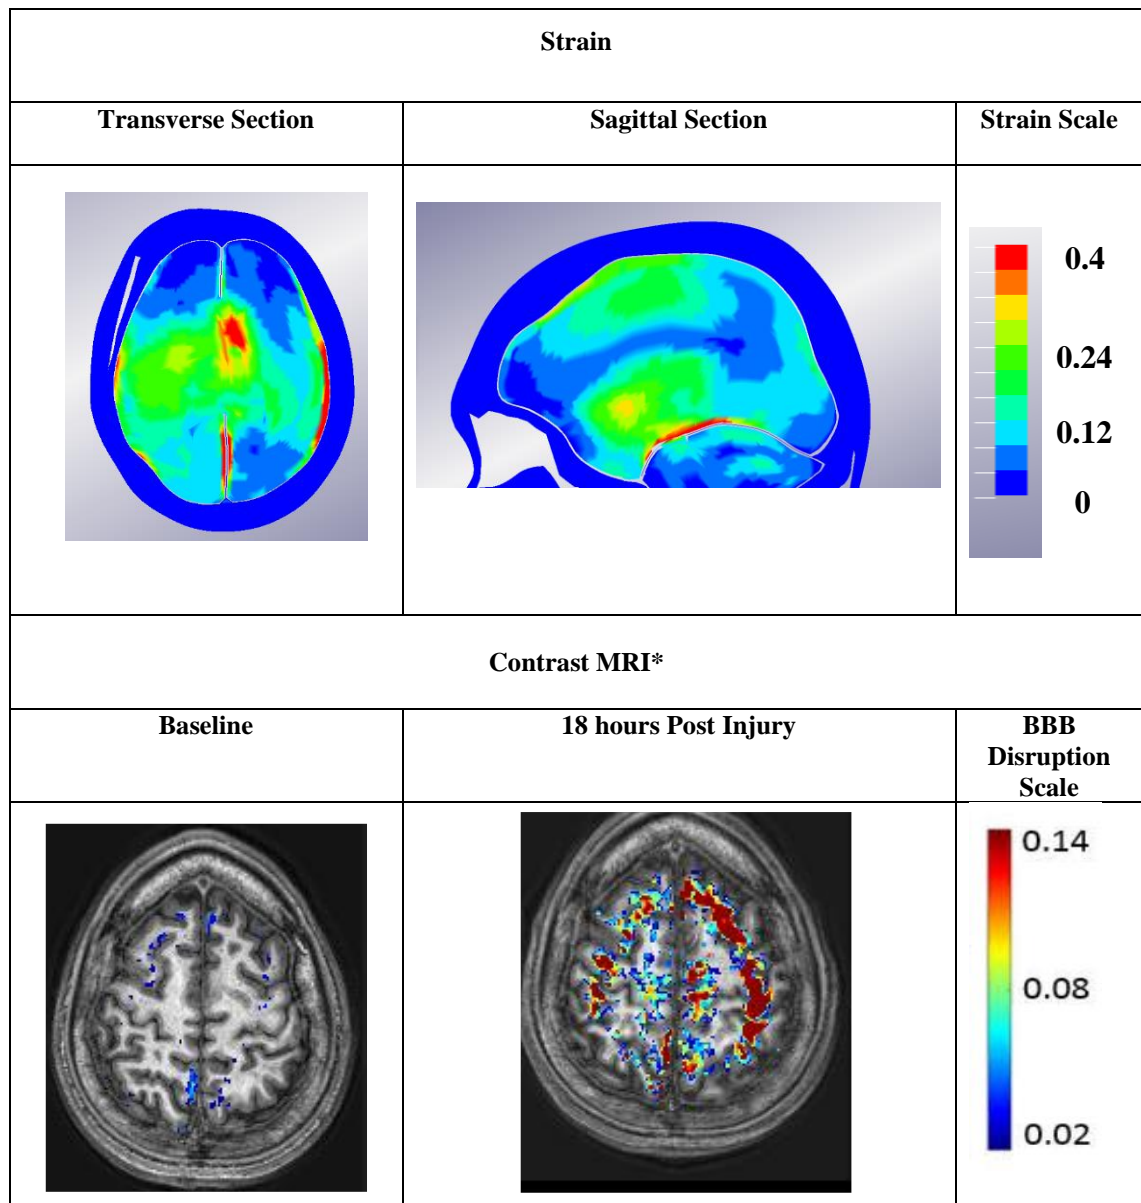 Strain
Transverse Section
Sagittal Section
Strain Scale
0.4
0.24
0.12
0
Contrast MRI*
Baseline
18 hours Post Injury
BBB
Disruption
Scale
0.14
0.08
0.02